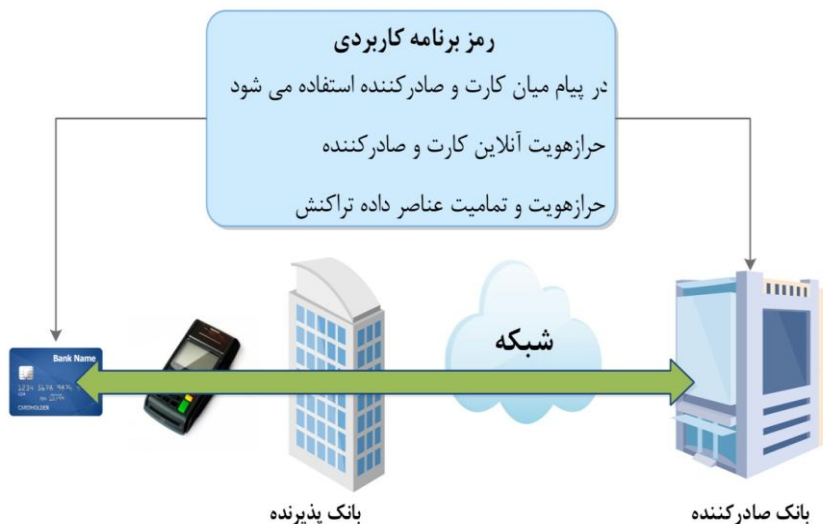 رمز برنامه کاربردی
در پیام میان کارت و صادرکننده استفاده می شود
حرازهویت آنلاین کارت و صادرکننده
حرازهویت و تمامیت عناصر داده تراکنش
شبکه
Bank Name
CARDHOLDER
بانک پذیرنده
بانک صادرکننده